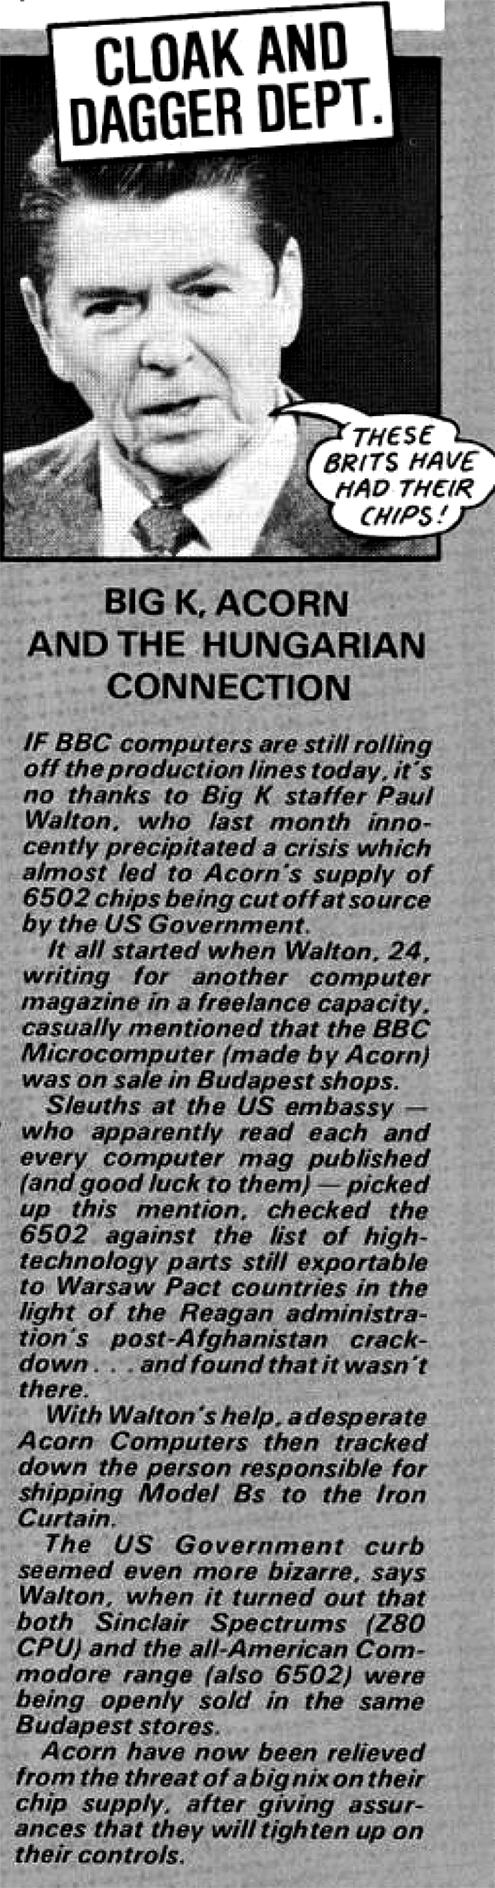 CLOAK AND
DAGGER DEPT.
THESE
BRITS HAVE
HAD THEIR
CHIPS!
BIG K, ACORN
AND THE HUNGARIAN
CONNECTION
IF BBC computers are still rolling
off the production lines today, it's
no thanks to Big K staffer Paul
Walton, who last month inno-
cently precipitated a crisis which
almost led to Acorn's supply of
6502 chips being cut off at source
by the US Government.
It all started when Walton, 24,
writing for another computer
magazine in a freelance capacity,
casually mentioned that the BBC
Microcomputer (made by Acorn)
was on sale in Budapest shops.
Sleuths at the US embassy —
who apparently read each and
every computer mag published
(and good luck to them) — picked
up this mention, checked the
6502 against the list of high-
technology parts still exportable
to Warsaw Pact countries in the
light of the Reagan administra-
tion's post-Afghanistan crack-
down . . . and found that it wasn't
there.
With Walton's help, a desperate
Acorn Computers then tracked
down the person responsible for
shipping Model Bs to the Iron
Curtain.
The US Government curb
seemed even more bizarre, says
Walton, when it turned out that
both Sinclair Spectrums (Z80
CPU) and the all-American Com-
modore range (also 6502) were
being openly sold in the same
Budapest stores.
Acorn have now been relieved
from the threat of a big nix on their
chip supply, after giving assur-
ances that they will tighten up on
their controls.